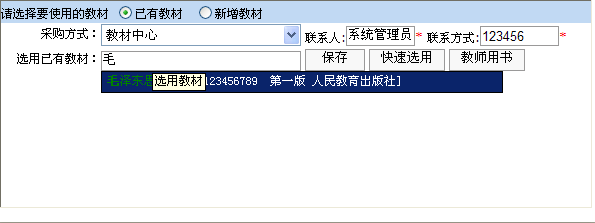 请选择要使用的教材 已有教材 新增教材
采购方式： 教材中心 联系人: 系统管理员 * 联系方式: 123456 *
选用已有教材： 毛 保存 快速选用 教师用书
毛泽东思 选用教材 123456789 第一版 人民教育出版社]